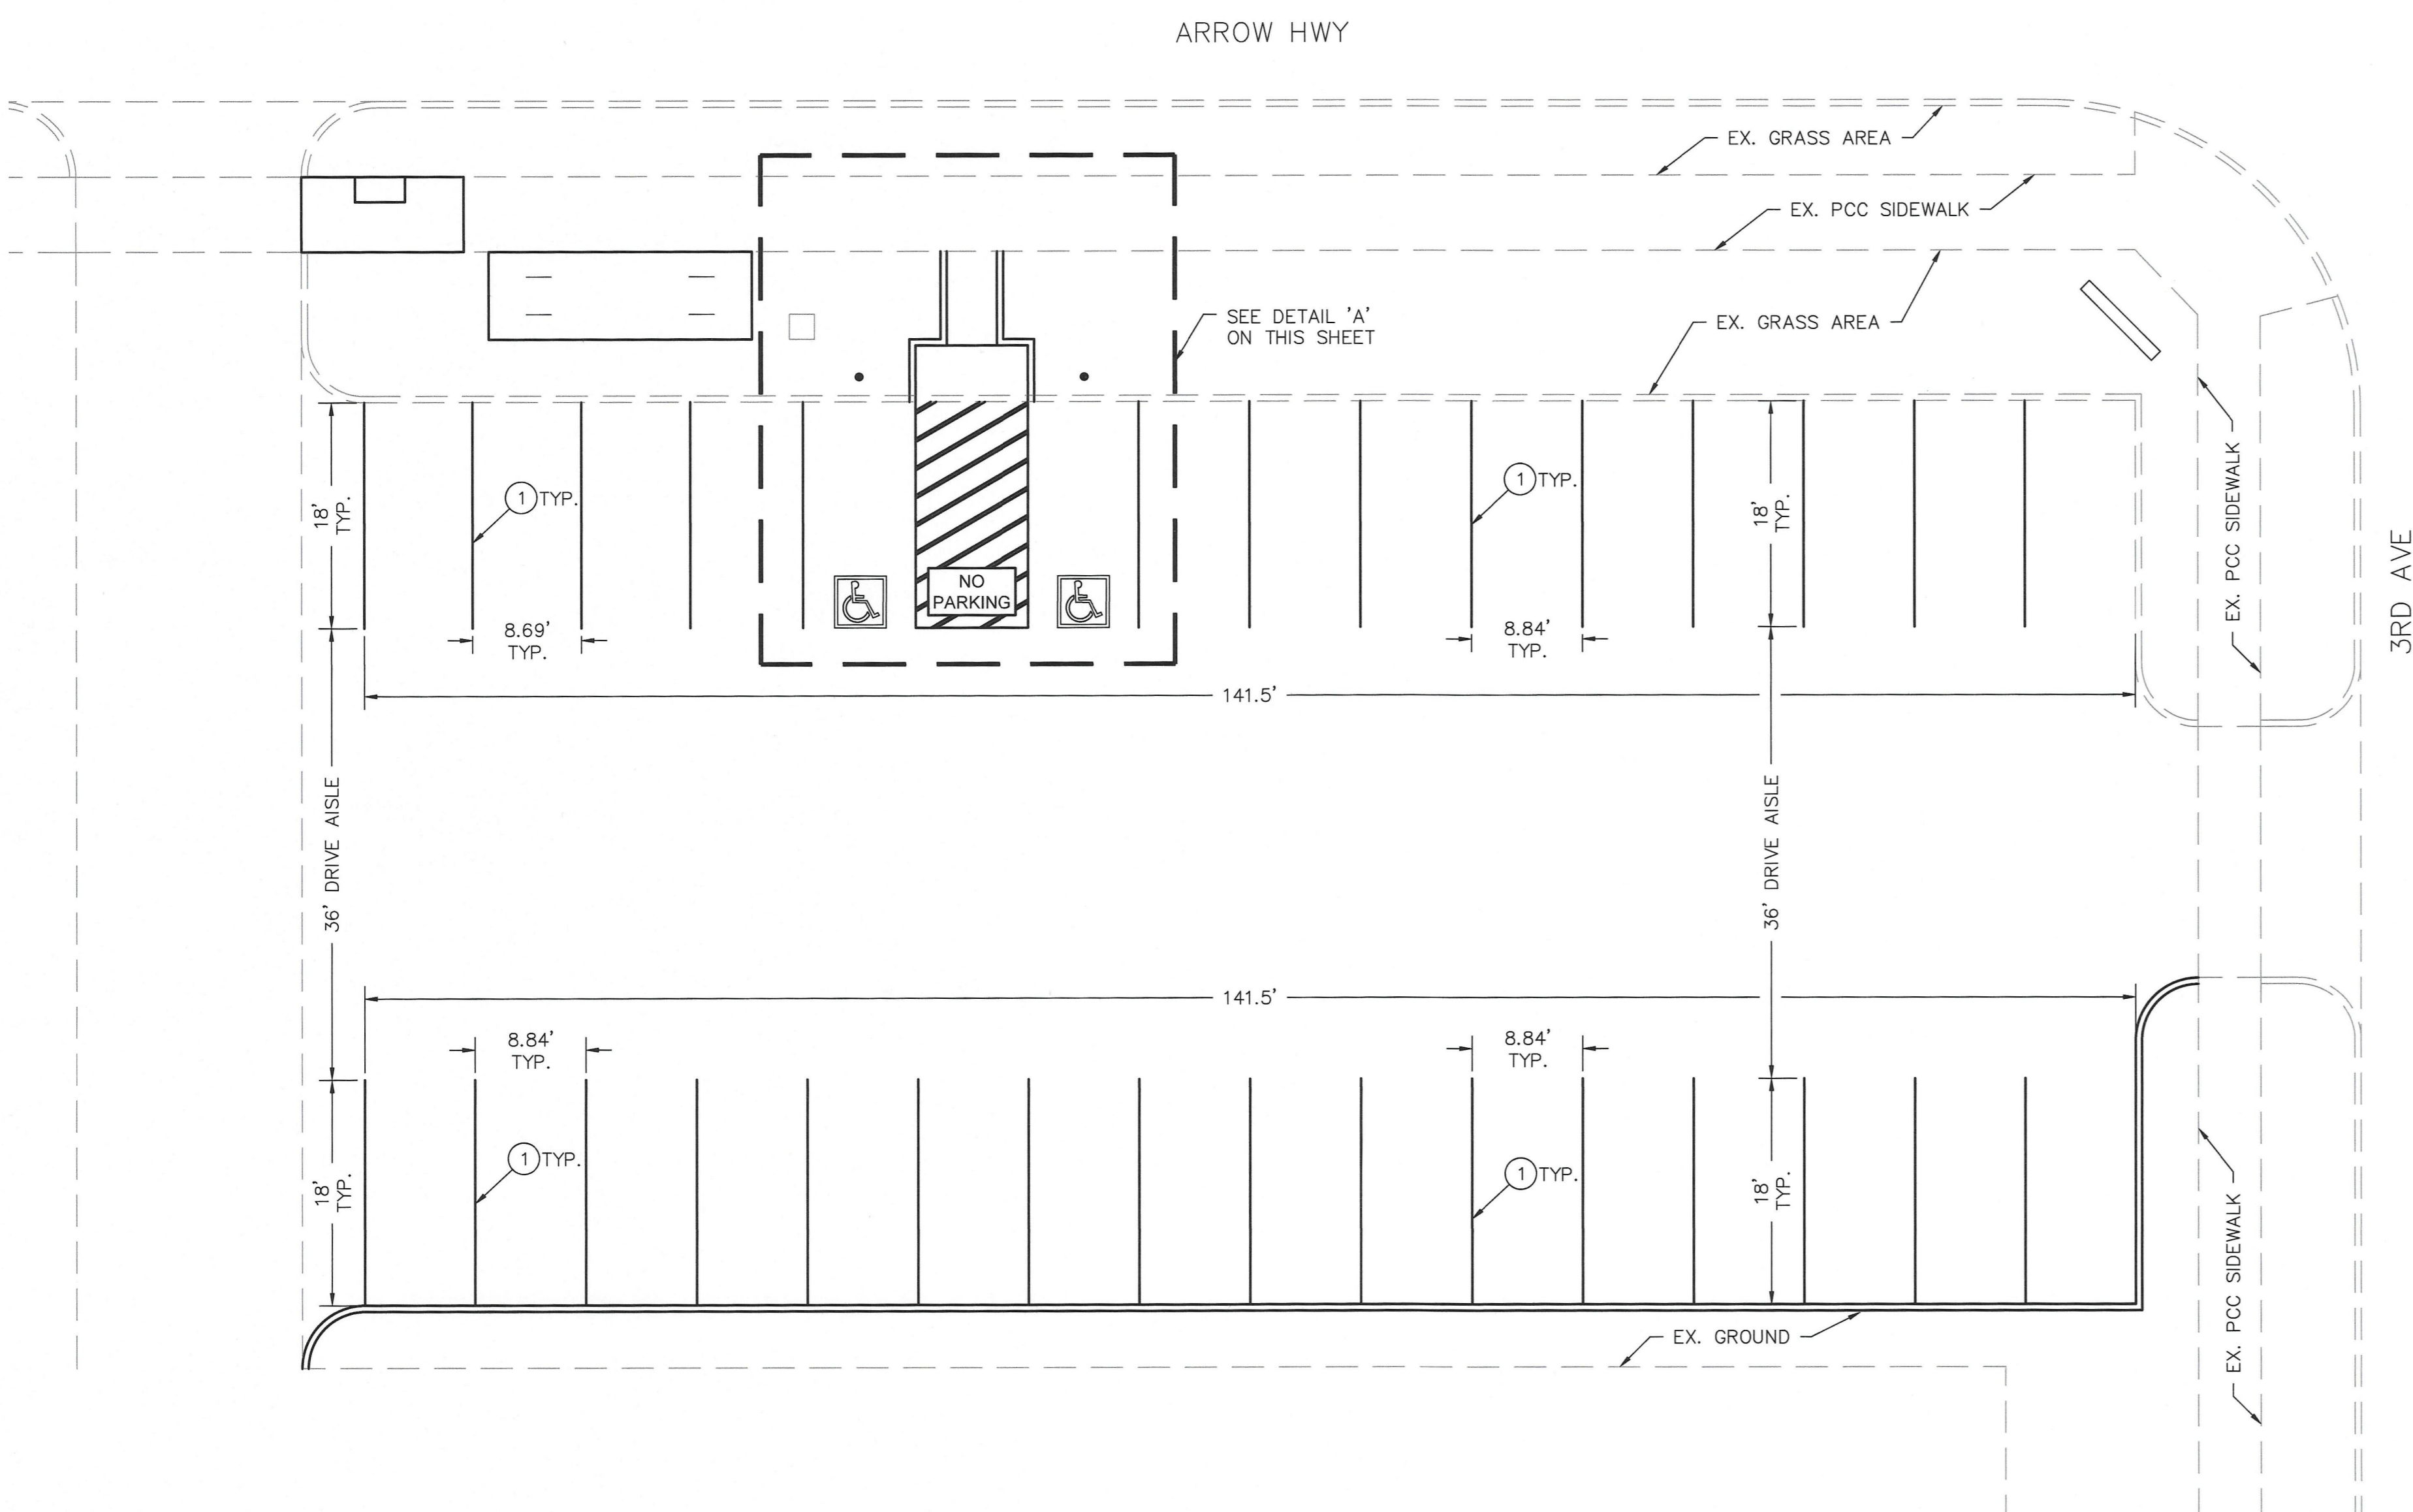 ARROW HWY
EX. GRASS AREA
EX. PCC SIDEWALK
EX. GRASS AREA
SEE DETAIL 'A'
ON THIS SHEET
18'
TYP.
1 TYP.
1 TYP.
18'
TYP.
EX. PCC SIDEWALK
3RD AVE
NO
PARKING
8.69'
TYP.
8.84'
TYP.
141.5'
36' DRIVE AISLE
36' DRIVE AISLE
141.5'
8.84'
TYP.
8.84'
TYP.
18'
TYP.
1 TYP.
1 TYP.
18'
TYP.
EX. PCC SIDEWALK
EX. GROUND